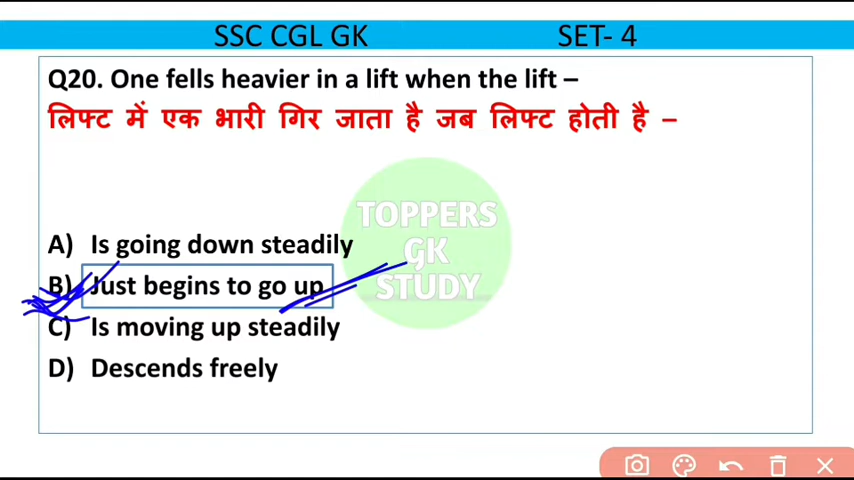 SSC CGL GK SET- 4
Q20. One fells heavier in a lift when the lift –
लिफ्ट में एक भारी गिर जाता है जब लिफ्ट होती है –
TOPPERS
GK
STUDY
A) Is going down steadily
B) Just begins to go up
C) Is moving up steadily
D) Descends freely